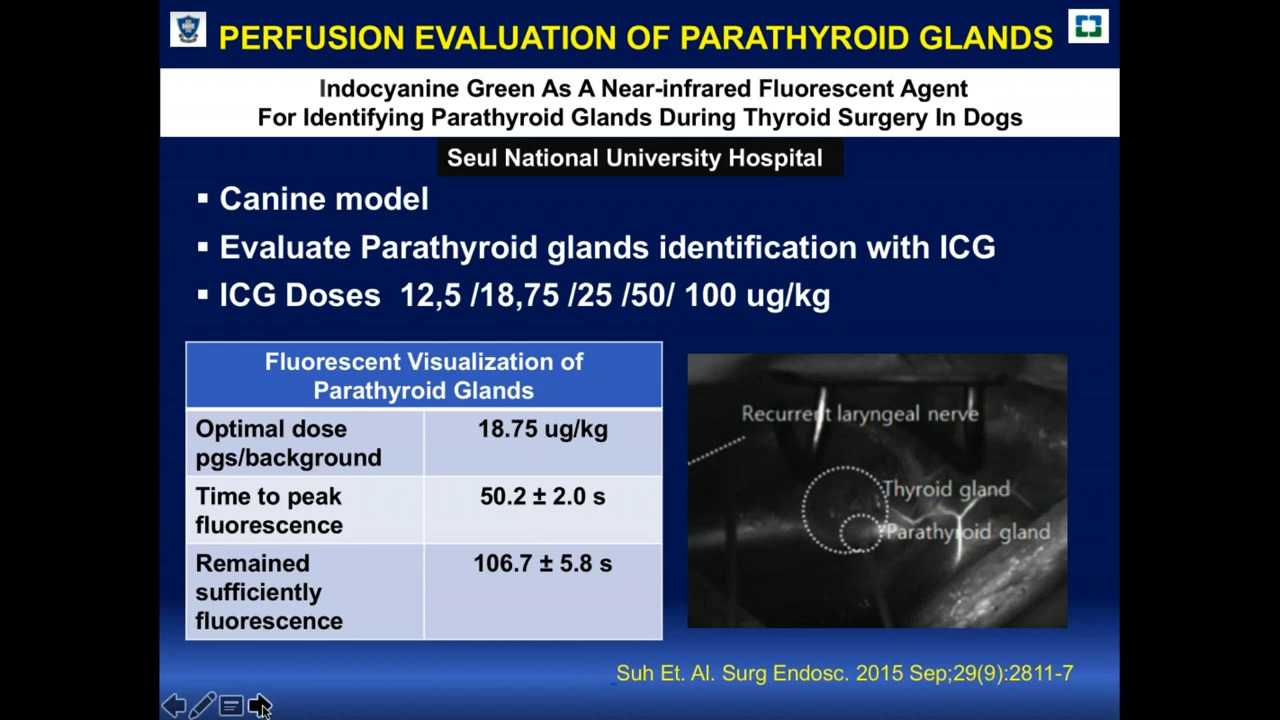 PERFUSION EVALUATION OF PARATHYROID GLANDS
Indocyanine Green As A Near-infrared Fluorescent Agent
For Identifying Parathyroid Glands During Thyroid Surgery In Dogs
Seul National University Hospital
▪ Canine model
▪ Evaluate Parathyroid glands identification with ICG
▪ ICG Doses 12,5 /18,75 /25 /50/ 100 ug/kg
Fluorescent Visualization of
Parathyroid Glands
Optimal dose
pgs/background
18.75 ug/kg
Time to peak
fluorescence
50.2 ± 2.0 s
Remained
sufficiently
fluorescence
106.7 ± 5.8 s
Recurrent laryngeal nerve
Thyroid gland
Parathyroid gland
Suh Et. Al. Surg Endosc. 2015 Sep;29(9):2811-7